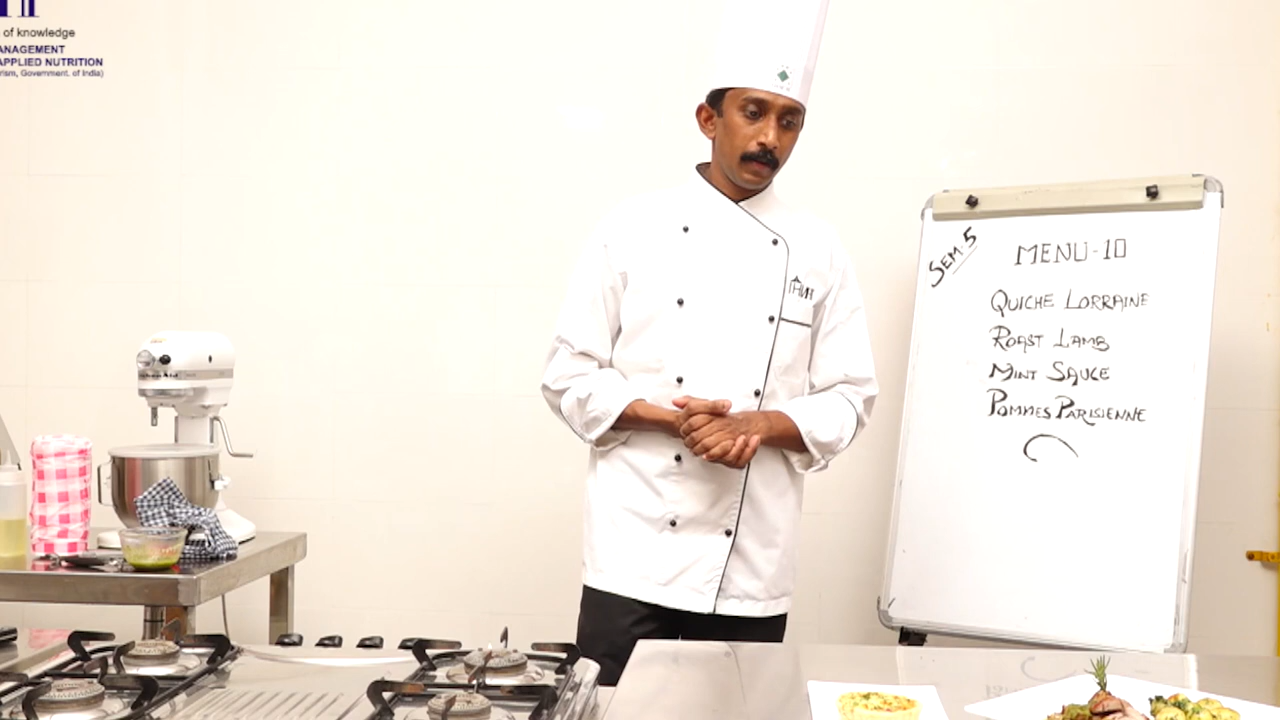 of knowledge
ANAGEMENT
APPLIED NUTRITION
rism, Government. of India)
SEM-5
MENU-10
QUICHE LORRAINE
ROAST LAMB
MINT SAUCE
POMMES PARISIENNE